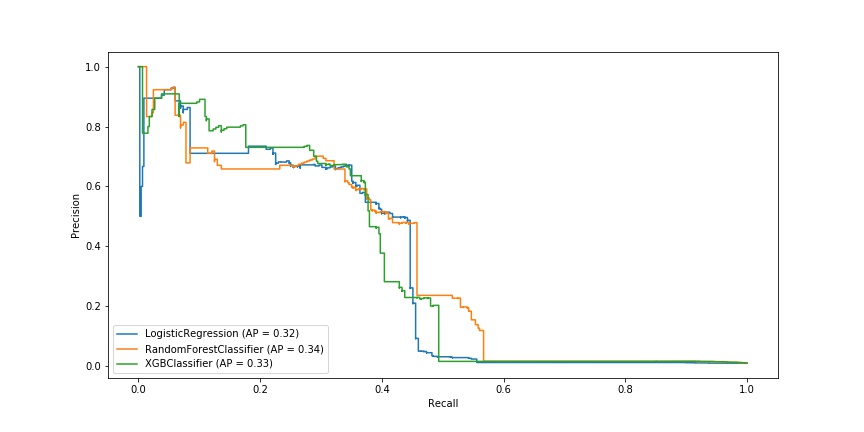 1.0
0.8
0.6
0.4
0.2
0.0
Precision
LogisticRegression (AP = 0.32)
RandomForestClassifier (AP = 0.34)
XGBClassifier (AP = 0.33)
0.0 0.2 0.4 0.6 0.8 1.0
Recall